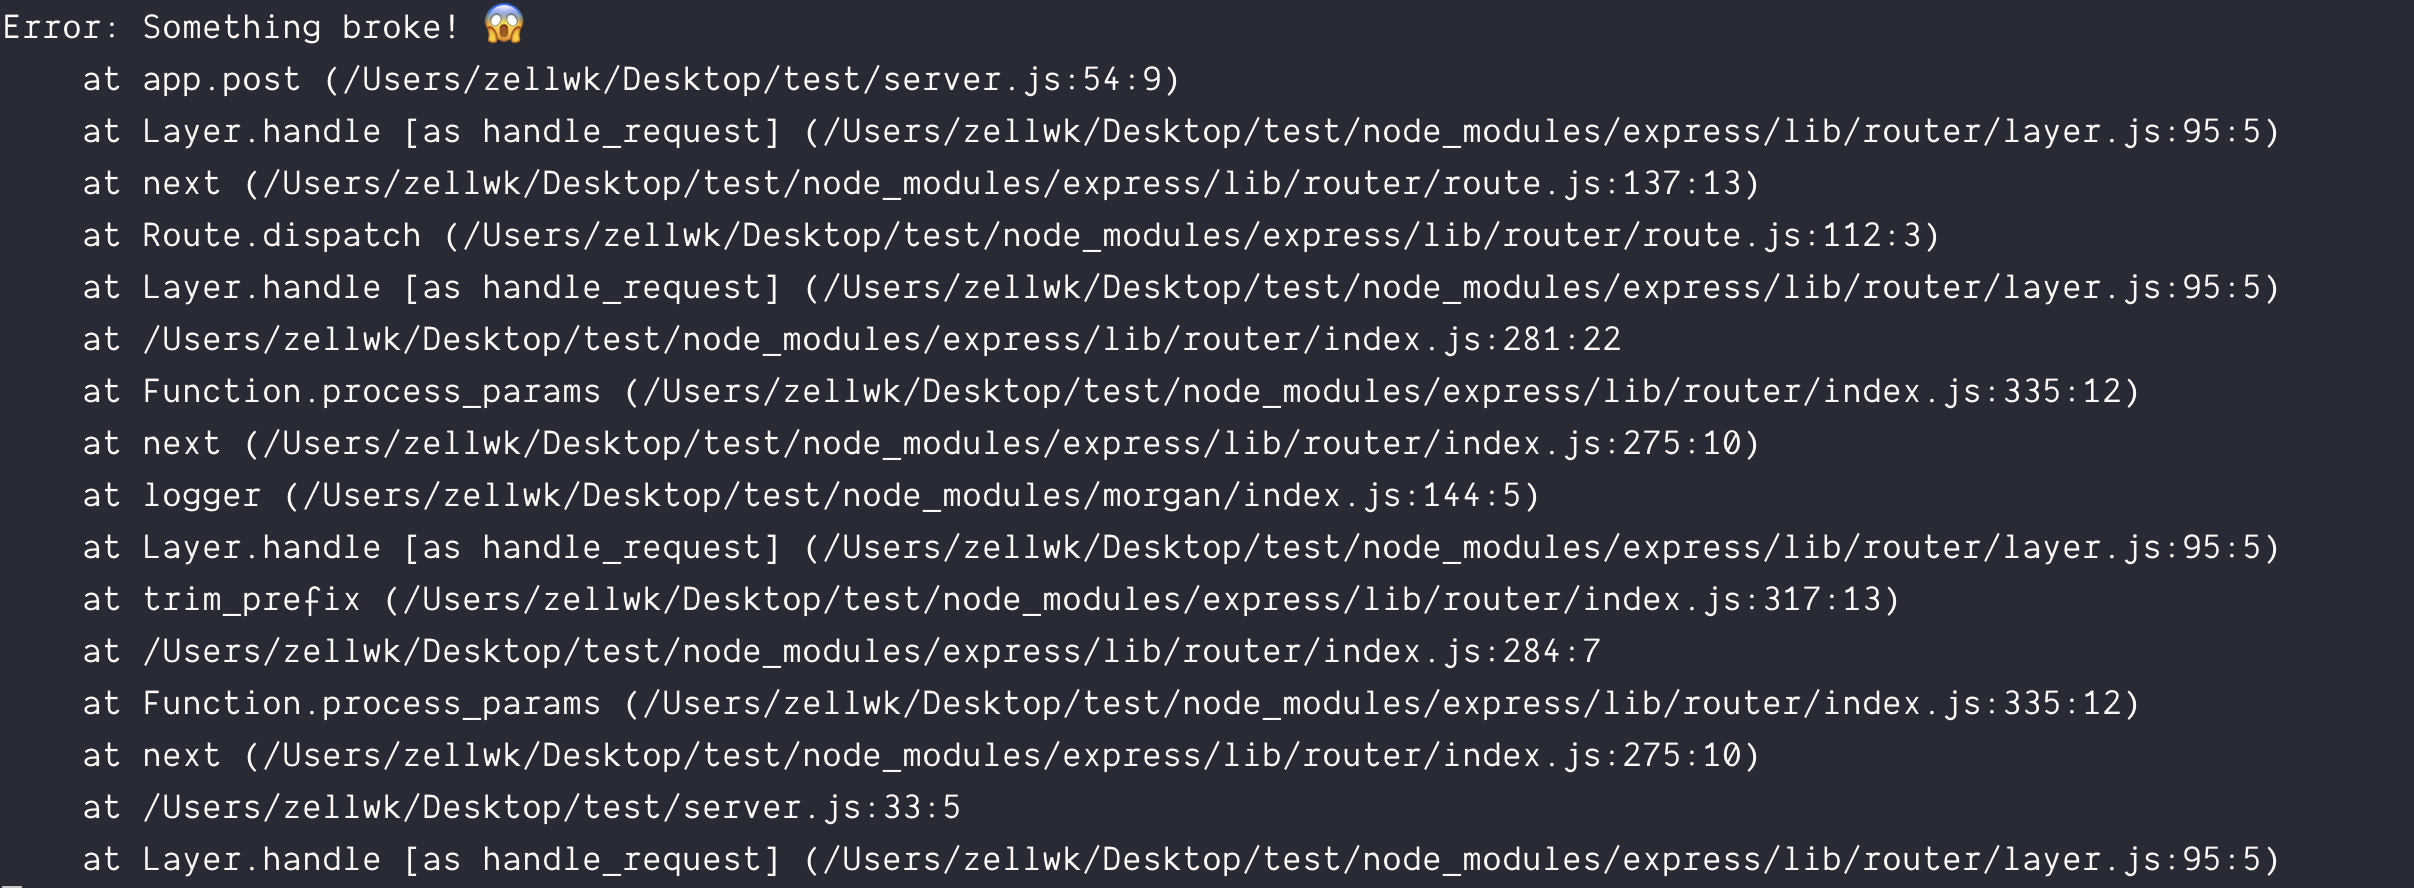 Error: Something broke! 😱
    at app.post (/Users/zellwk/Desktop/test/server.js:54:9)
    at Layer.handle [as handle_request] (/Users/zellwk/Desktop/test/node_modules/express/lib/router/layer.js:95:5)
    at next (/Users/zellwk/Desktop/test/node_modules/express/lib/router/route.js:137:13)
    at Route.dispatch (/Users/zellwk/Desktop/test/node_modules/express/lib/router/route.js:112:3)
    at Layer.handle [as handle_request] (/Users/zellwk/Desktop/test/node_modules/express/lib/router/layer.js:95:5)
    at /Users/zellwk/Desktop/test/node_modules/express/lib/router/index.js:281:22
    at Function.process_params (/Users/zellwk/Desktop/test/node_modules/express/lib/router/index.js:335:12)
    at next (/Users/zellwk/Desktop/test/node_modules/express/lib/router/index.js:275:10)
    at logger (/Users/zellwk/Desktop/test/node_modules/morgan/index.js:144:5)
    at Layer.handle [as handle_request] (/Users/zellwk/Desktop/test/node_modules/express/lib/router/layer.js:95:5)
    at trim_prefix (/Users/zellwk/Desktop/test/node_modules/express/lib/router/index.js:317:13)
    at /Users/zellwk/Desktop/test/node_modules/express/lib/router/index.js:284:7
    at Function.process_params (/Users/zellwk/Desktop/test/node_modules/express/lib/router/index.js:335:12)
    at next (/Users/zellwk/Desktop/test/node_modules/express/lib/router/index.js:275:10)
    at /Users/zellwk/Desktop/test/server.js:33:5
    at Layer.handle [as handle_request] (/Users/zellwk/Desktop/test/node_modules/express/lib/router/layer.js:95:5)